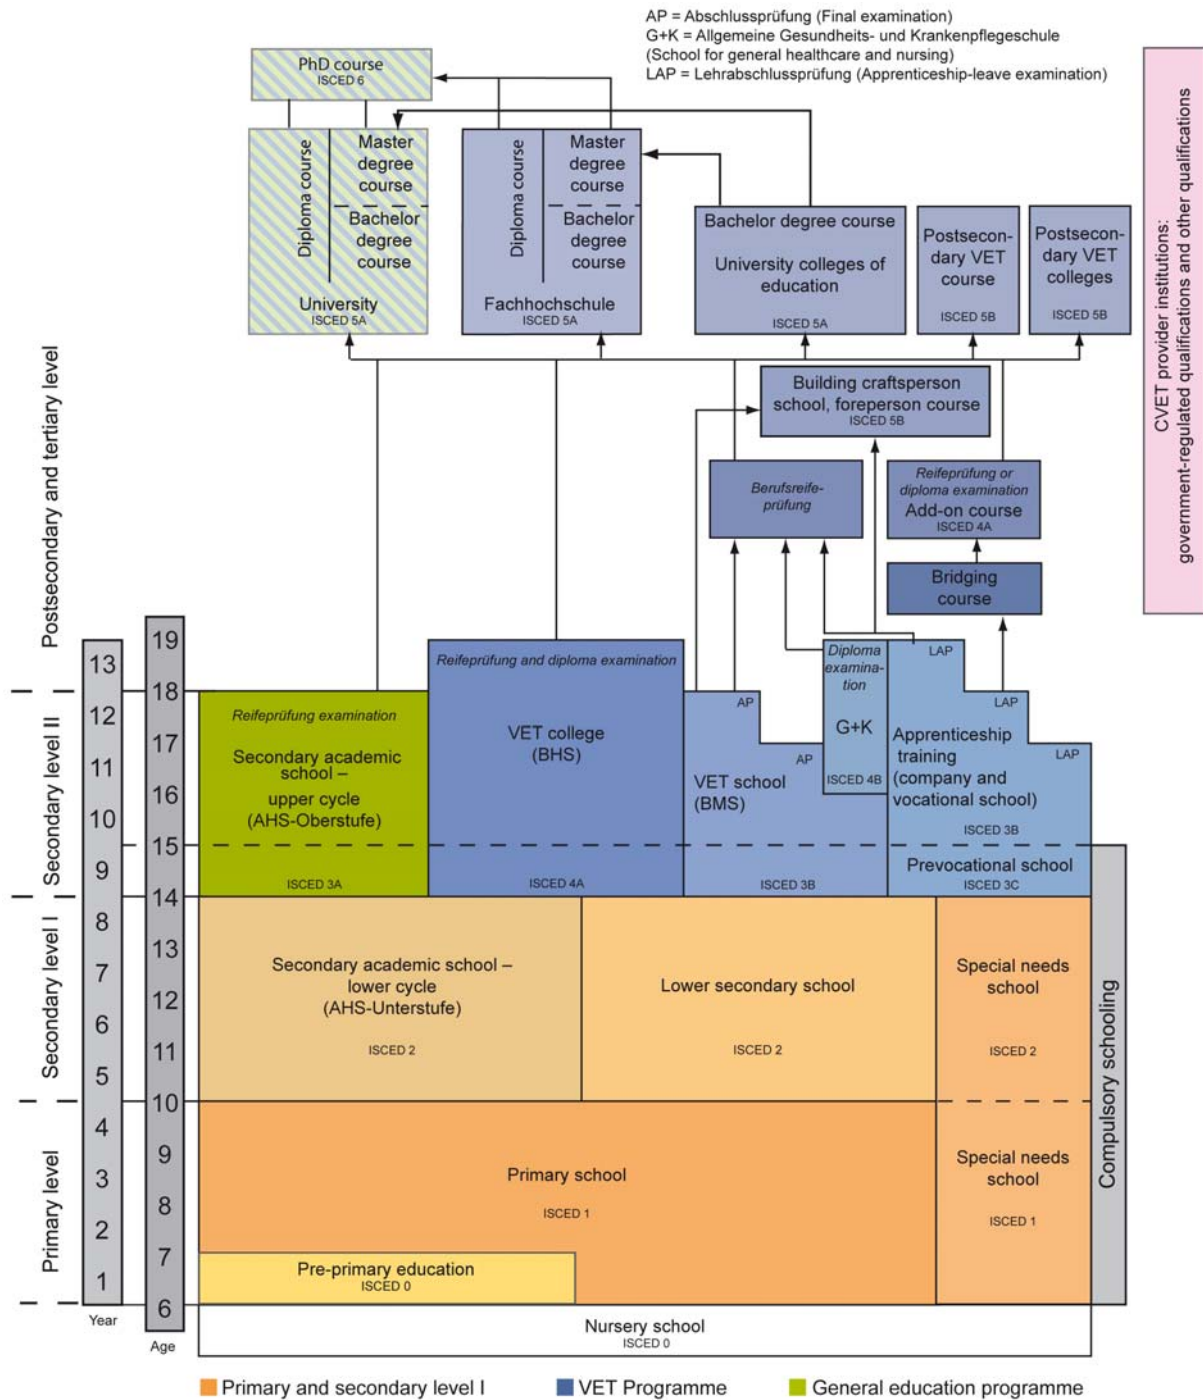 AP = Abschlussprüfung (Final examination)
G+K = Allgemeine Gesundheits- und Krankenpflegeschule
(School for general healthcare and nursing)
LAP = Lehrabschlussprüfung (Apprenticeship-leave examination)
PhD course
ISCED 6
Diploma course
Master
degree
course
Bachelor
degree
course
University
ISCED 5A
Diploma course
Master
degree
course
Bachelor
degree
course
Fachhochschule
ISCED 5A
Bachelor degree course
University colleges of
education
ISCED 5A
Postsecon-
dary VET
course
ISCED 5B
Postsecon-
dary VET
colleges
ISCED 5B
CVET provider institutions:
government-regulated qualifications and other qualifications
Building craftsperson
school, foreperson course
ISCED 5B
Berufsreife-
prüfung
Reifeprüfung or
diploma examination
Add-on course
ISCED 4A
Bridging
course
Postsecondary and tertiary level
Secondary level II
Secondary level I
Primary level
13
12
11
10
9
8
7
6
5
4
3
2
1
Year
19
18
17
16
15
14
13
12
11
10
9
8
7
6
Age
Reifeprüfung examination
Secondary academic
school –
upper cycle
(AHS-Oberstufe)
ISCED 3A
Reifeprüfung and diploma examination
VET college
(BHS)
ISCED 4A
AP
AP
VET school
(BMS)
ISCED 3B
Diploma
examina-
tion
G+K
ISCED 4B
LAP
LAP
LAP
Apprenticeship
training
(company and
vocational school)
ISCED 3B
Prevocational school
ISCED 3C
Secondary academic school –
lower cycle
(AHS-Unterstufe)
ISCED 2
Lower secondary school
ISCED 2
Special needs
school
ISCED 2
Compulsory schooling
Primary school
ISCED 1
Special needs
school
ISCED 1
Pre-primary education
ISCED 0
Nursery school
ISCED 0
Primary and secondary level I
VET Programme
General education programme